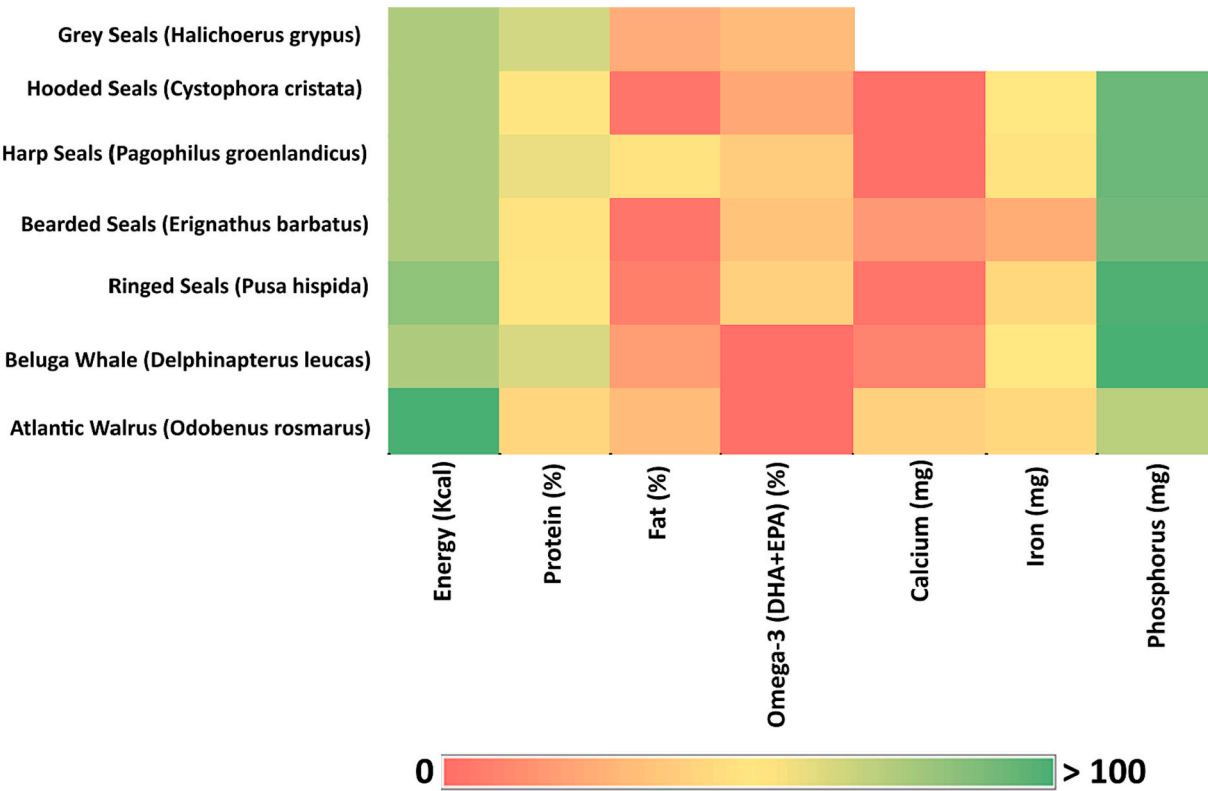 Grey Seals (Halichoerus grypus)
Hooded Seals (Cystophora cristata)
Harp Seals (Pagophilus groenlandicus)
Bearded Seals (Erignathus barbatus)
Ringed Seals (Pusa hispida)
Beluga Whale (Delphinapterus leucas)
Atlantic Walrus (Odobenus rosmarus)
Energy (Kcal)
Protein (%)
Fat (%)
Omega-3 (DHA+EPA) (%)
Calcium (mg)
Iron (mg)
Phosphorus (mg)
0 > 100